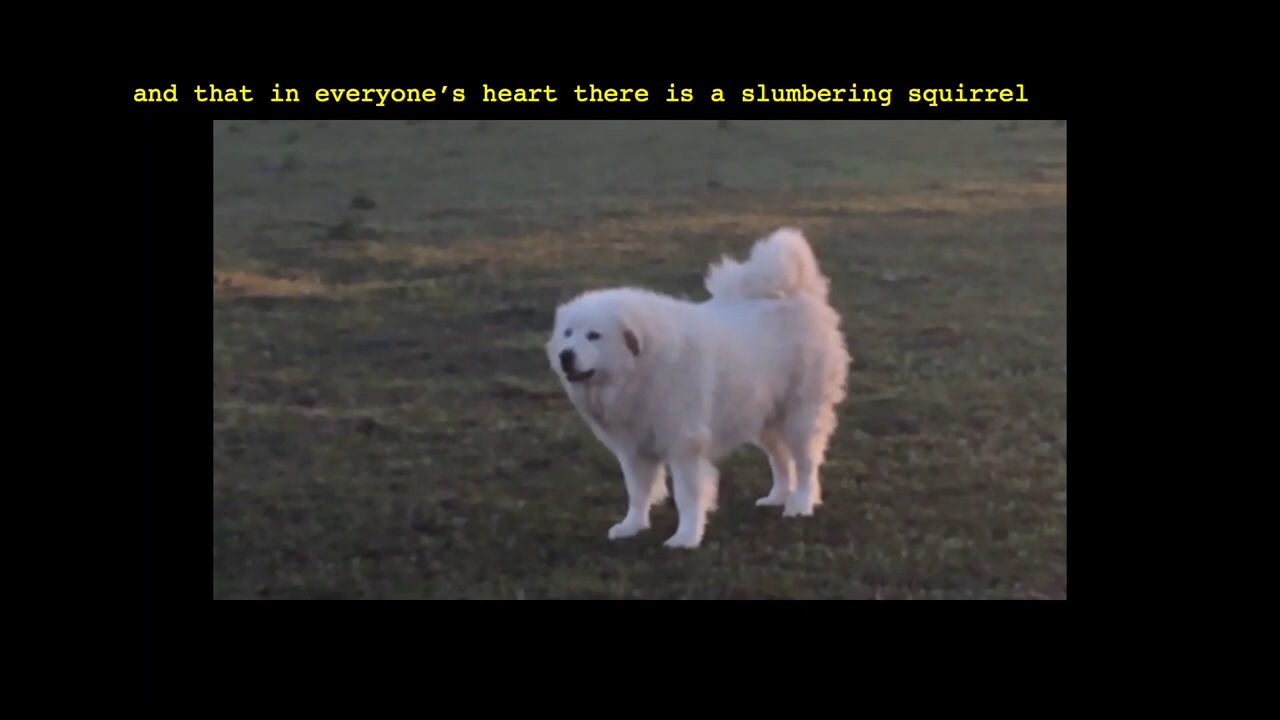 and that in everyone’s heart there is a slumbering squirrel